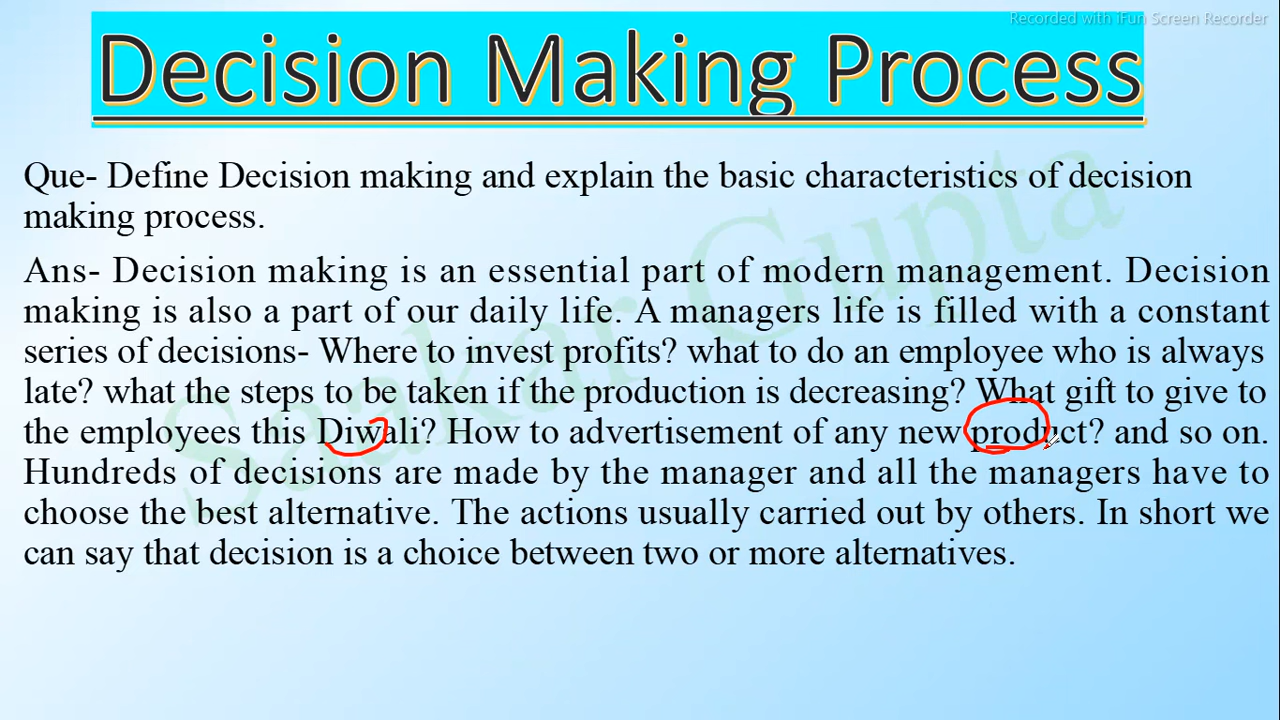 Recorded with iFun Screen Recorder
Decision Making Process
Que- Define Decision making and explain the basic characteristics of decision
making process.
Ans- Decision making is an essential part of modern management. Decision
making is also a part of our daily life. A managers life is filled with a constant
series of decisions- Where to invest profits? what to do an employee who is always
late? what the steps to be taken if the production is decreasing? What gift to give to
the employees this Diwali? How to advertisement of any new product? and so on.
Hundreds of decisions are made by the manager and all the managers have to
choose the best alternative. The actions usually carried out by others. In short we
can say that decision is a choice between two or more alternatives.
Saakar Gupta